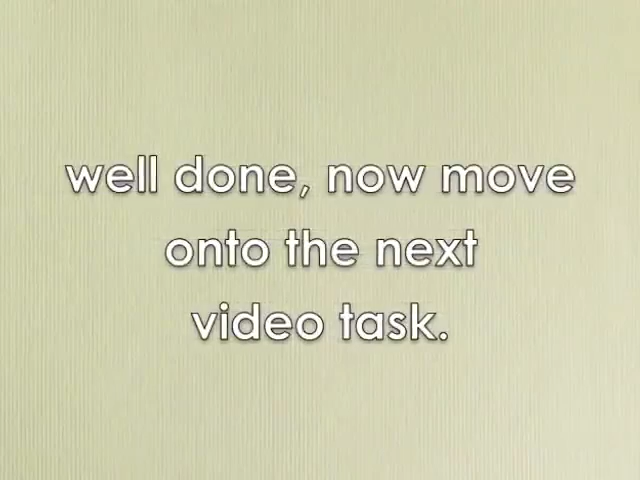 well done, now move
onto the next
video task.